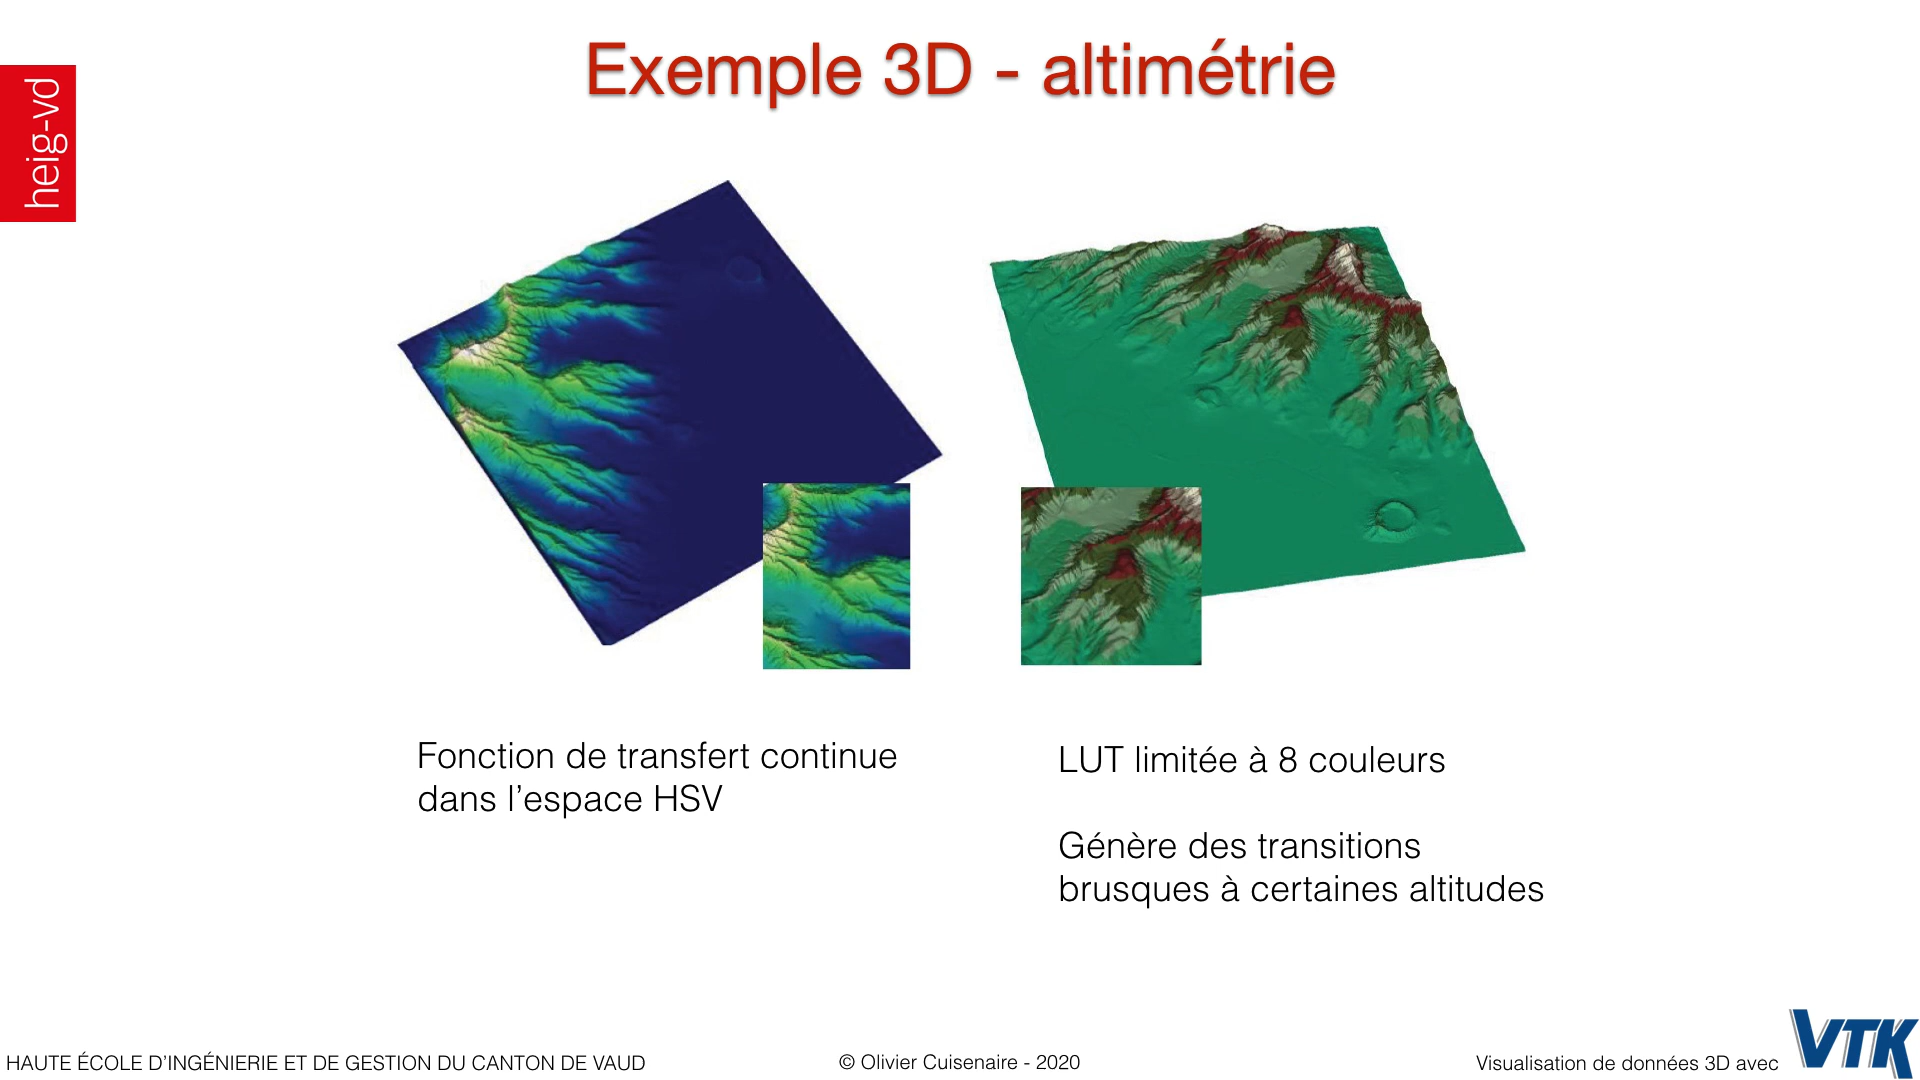 Exemple 3D - altimétrie
heig-vd
Fonction de transfert continue
dans l’espace HSV
LUT limitée à 8 couleurs
Génère des transitions
brusques à certaines altitudes
HAUTE ÉCOLE D’INGÉNIERIE ET DE GESTION DU CANTON DE VAUD
© Olivier Cuisenaire - 2020
Visualisation de données 3D avec
VTK